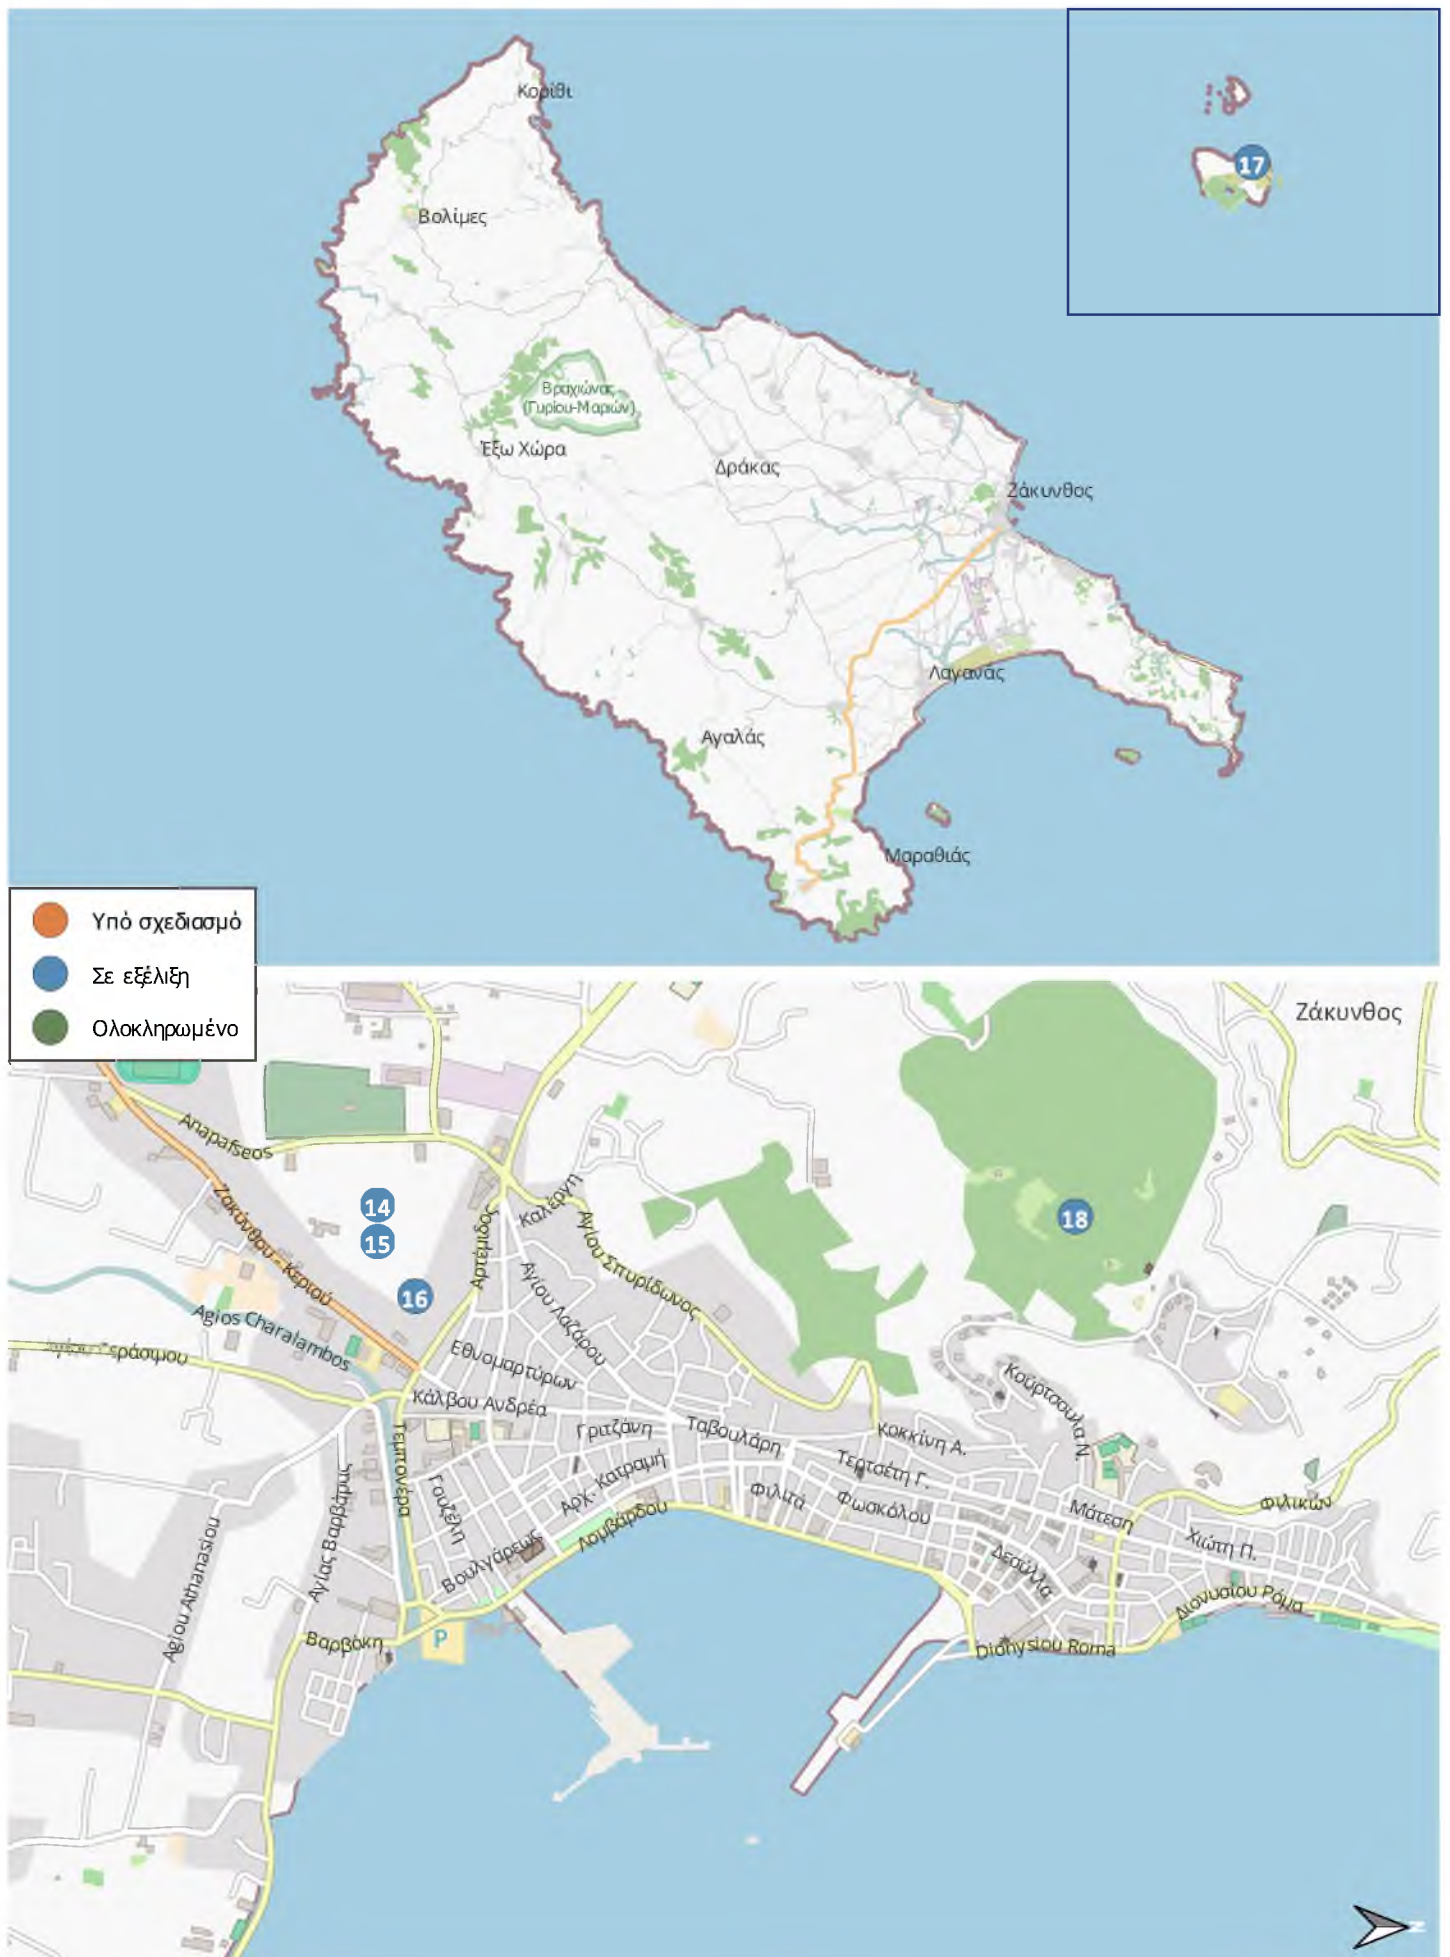 Κορίθι
17
Βολίμες
Βραχιώνας
(Γυρίου-Μαριών)
Έξω Χώρα
Δράκας
Ζάκυνθος
Λαγανάς
Αγαλάς
Μαραθιάς
Υπό σχεδιασμό
Σε εξέλιξη
Ολοκληρωμένο
Ζάκυνθος
Anapafseos
Ζακύνθου - Κεριού
14
15
16
18
Καλέργη
Αρτέμιδος
Αγίου Σπυρίδωνος
Αγίου Λαζάρου
Agios Charalambos
Εθνομαρτύρων
Κάλβου Ανδρέα
Γριτζάνη
Ταβουλάρη
Κοκκίνη Α.
Κούρτσουλα Ν.
Τεμπονέρα
Γουζέλη
Αρχ. Κατραμή
Τερτσέτη Γ.
Φιλιτά
Φωσκόλου
Μάτεση
Φιλικών
Χιώτη Π.
Λομβάρδου
Βουλγάρεως
Δεσύλλα
Αγίας Βαρβάρας
Agiou Athanasiou
Διονυσίου Ρώμα
Βαρβάκη
P
Dionysiou Roma
N